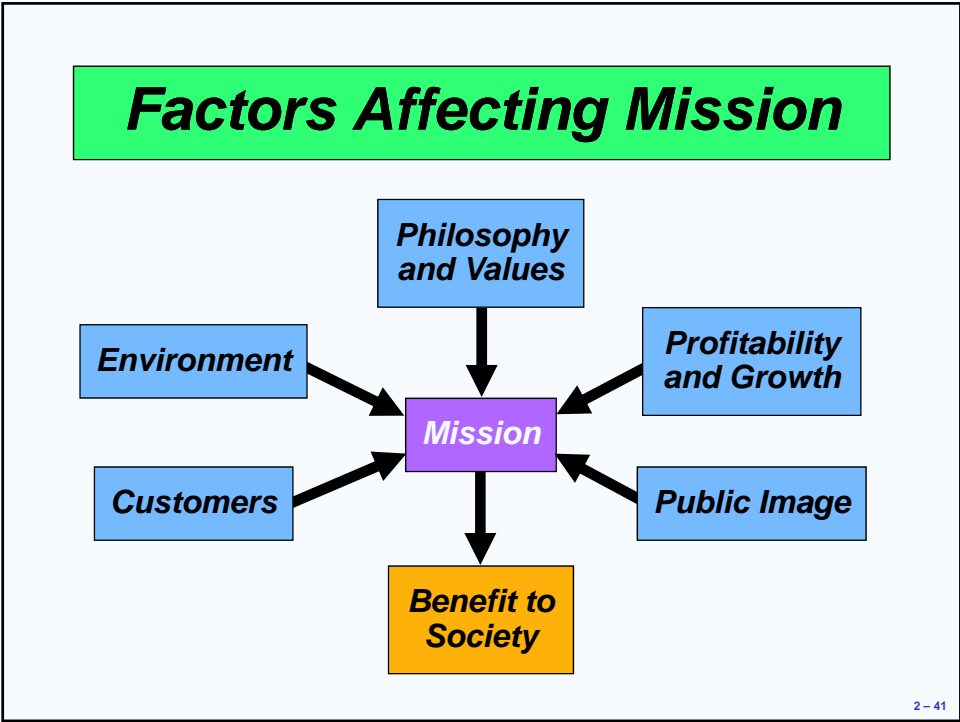 Factors Affecting Mission
Philosophy
and Values
Environment
Profitability
and Growth
Mission
Customers
Public Image
Benefit to
Society
2 – 41